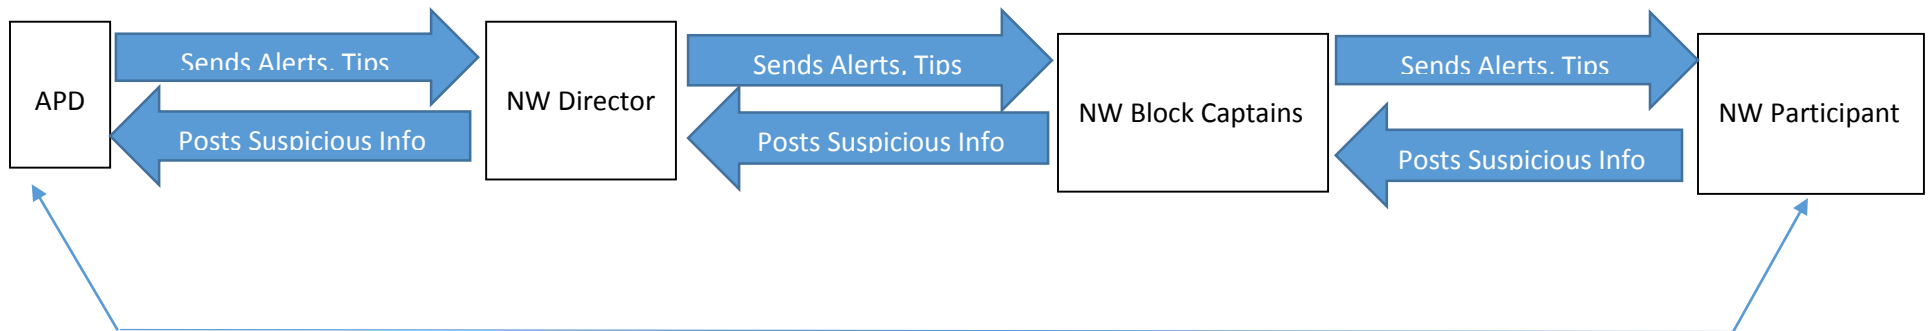 Sends Alerts, Tips
Sends Alerts, Tips
Sends Alerts, Tips
APD
NW Director
NW Block Captains
NW Participant
Posts Suspicious Info
Posts Suspicious Info
Posts Suspicious Info